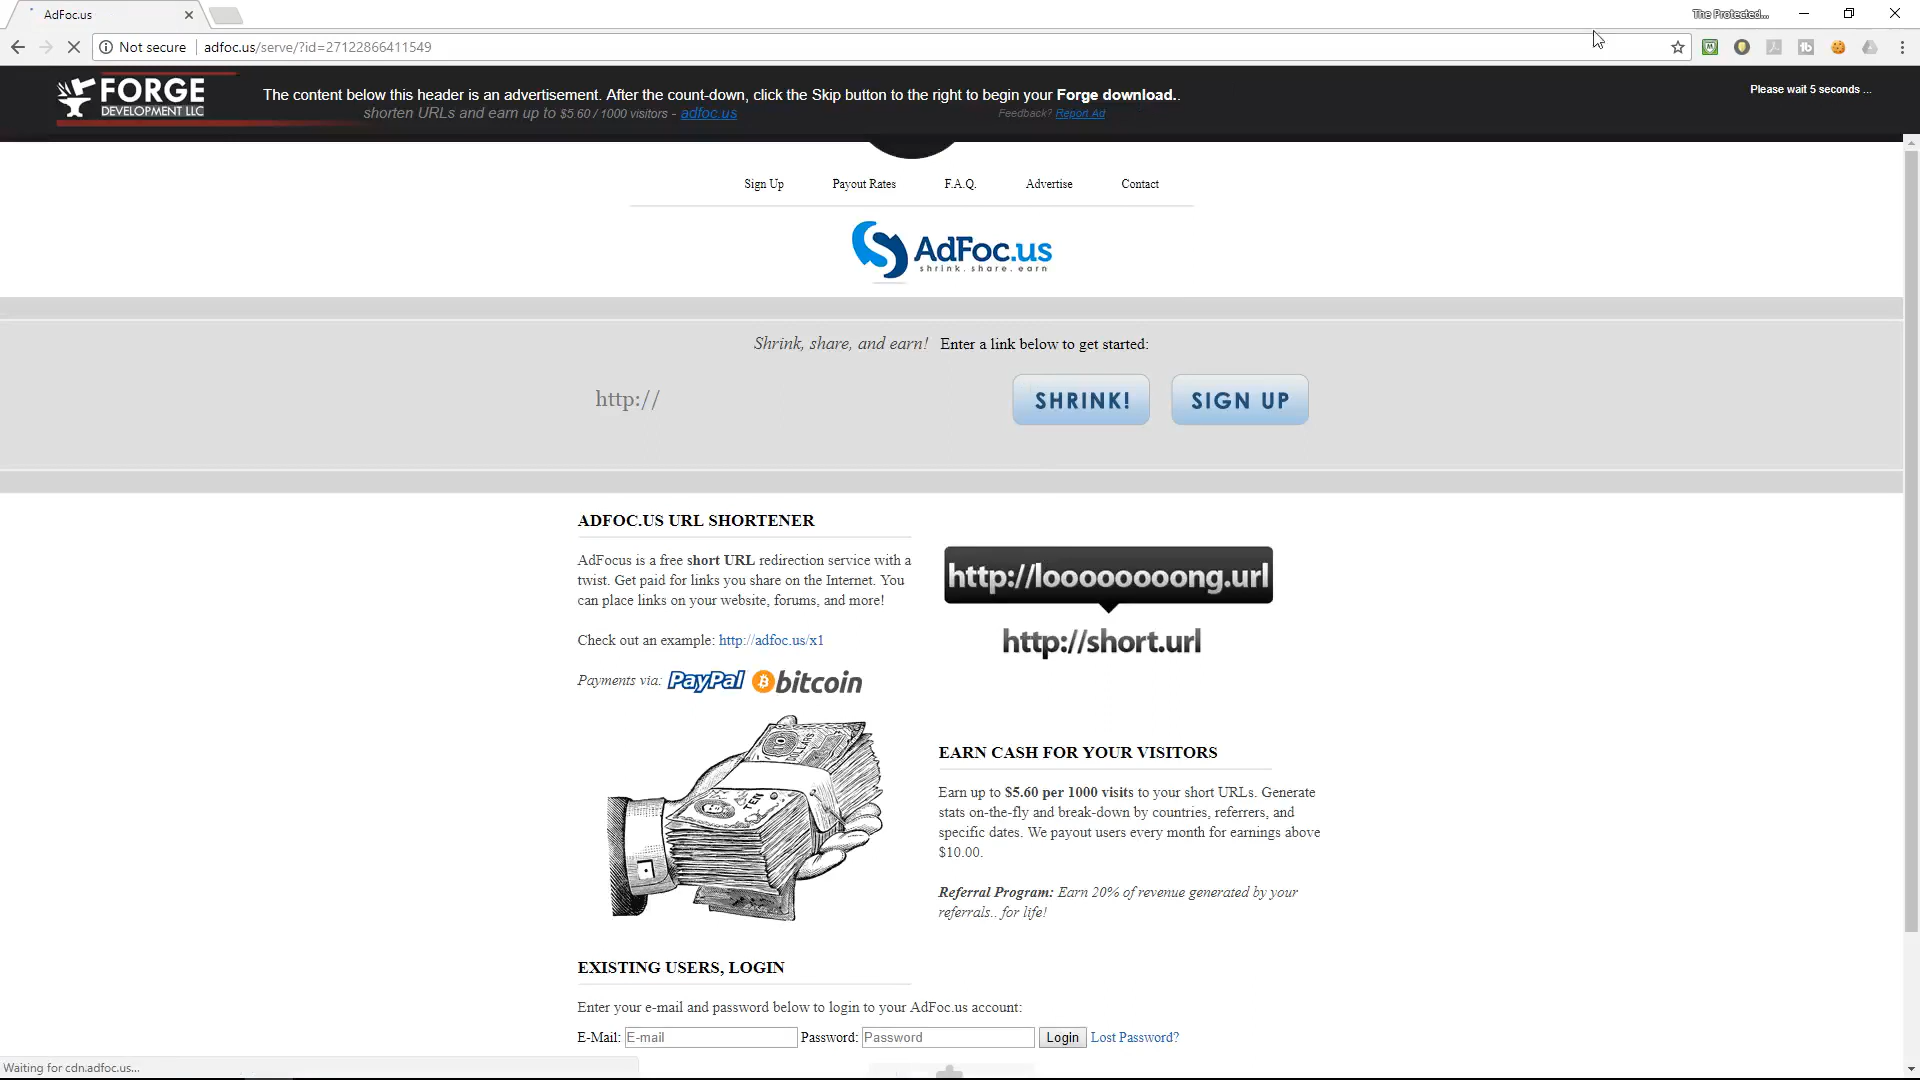 AdFoc.us
The Protected...
Not secure
adfoc.us/serve/?id=27122866411549
FORGE
DEVELOPMENT LLC
The content below this header is an advertisement. After the count-down, click the Skip button to the right to begin your Forge download..
shorten URLs and earn up to $5.60 / 1000 visitors - adfoc.us
Feedback? Report Ad
Please wait 5 seconds ...
Sign Up
Payout Rates
F.A.Q.
Advertise
Contact
AdFoc.us
shrink. share. earn
Shrink, share, and earn! Enter a link below to get started:
http://
SHRINK!
SIGN UP
ADFOC.US URL SHORTENER
AdFocus is a free short URL redirection service with a
twist. Get paid for links you share on the Internet. You
can place links on your website, forums, and more!
Check out an example: http://adfoc.us/x1
Payments via: PayPal bitcoin
http://looooooooong.url
http://short.url
TEN
EARN CASH FOR YOUR VISITORS
Earn up to $5.60 per 1000 visits to your short URLs. Generate
stats on-the-fly and break-down by countries, referrers, and
specific dates. We payout users every month for earnings above
$10.00.
Referral Program: Earn 20% of revenue generated by your
referrals.. for life!
EXISTING USERS, LOGIN
Enter your e-mail and password below to login to your AdFoc.us account:
E-Mail: E-mail Password: Password Login Lost Password?
Waiting for cdn.adfoc.us...